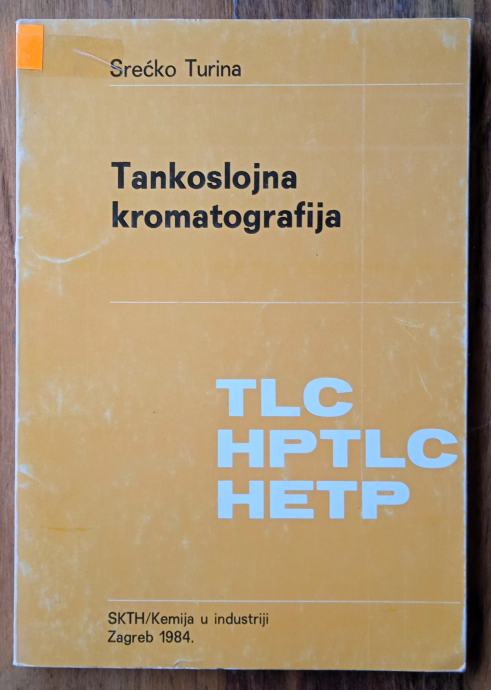 Srećko Turina
Tankoslojna
kromatografija
TLC
HPTLC
HETP
SKTH/Kemija u industriji
Zagreb 1984.